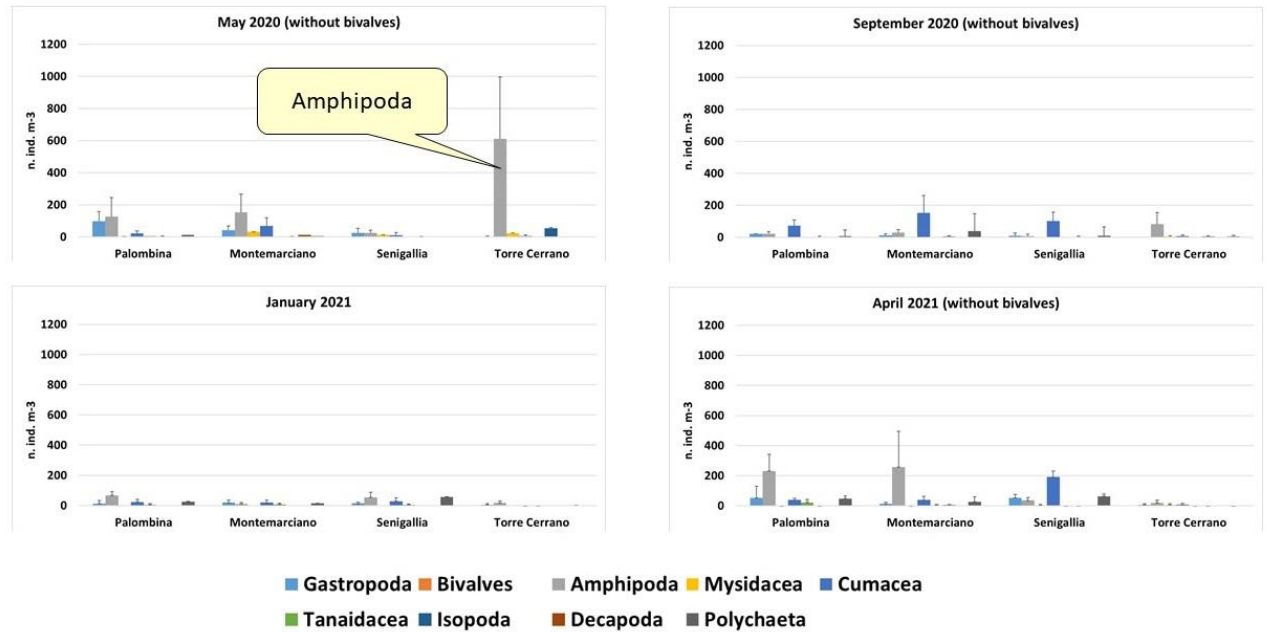 May 2020 (without bivalves)
1200
1000
800
600
400
200
0
n. ind. m-3
Amphipoda
Palombina Montemarciano Senigallia Torre Cerrano
September 2020 (without bivalves)
1200
1000
800
600
400
200
0
n. ind. m-3
Palombina Montemarciano Senigallia Torre Cerrano
January 2021
1200
1000
800
600
400
200
0
n. ind. m-3
Palombina Montemarciano Senigallia Torre Cerrano
April 2021 (without bivalves)
1200
1000
800
600
400
200
0
n. ind. m-3
Palombina Montemarciano Senigallia Torre Cerrano
Gastropoda Bivalves Amphipoda Mysidacea Cumacea
Tanaidacea Isopoda Decapoda Polychaeta